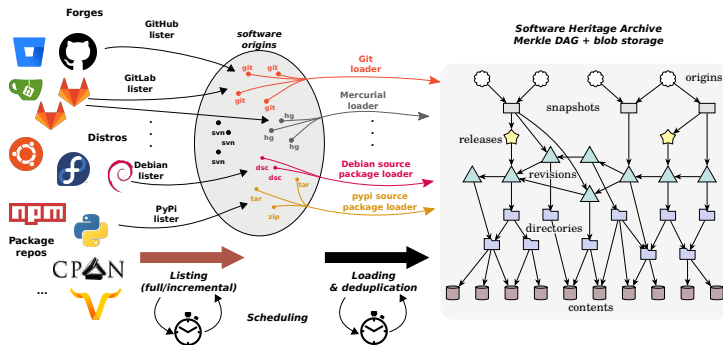 Forges
GitHub
lister
GitLab
lister
Distros
Debian
lister
PyPi
lister
npm
Package
repos
CPAN
...
software
origins
git
git
git
git
hg
hg
hg
svn
svn
svn
dsc
dsc
tar
tar
zip
Git
loader
Mercurial
loader
Debian source
package loader
pypi source
package loader
Listing
(full/incremental)
Scheduling
Loading
& deduplication
Software Heritage Archive
Merkle DAG + blob storage
origins
snapshots
releases
revisions
directories
contents